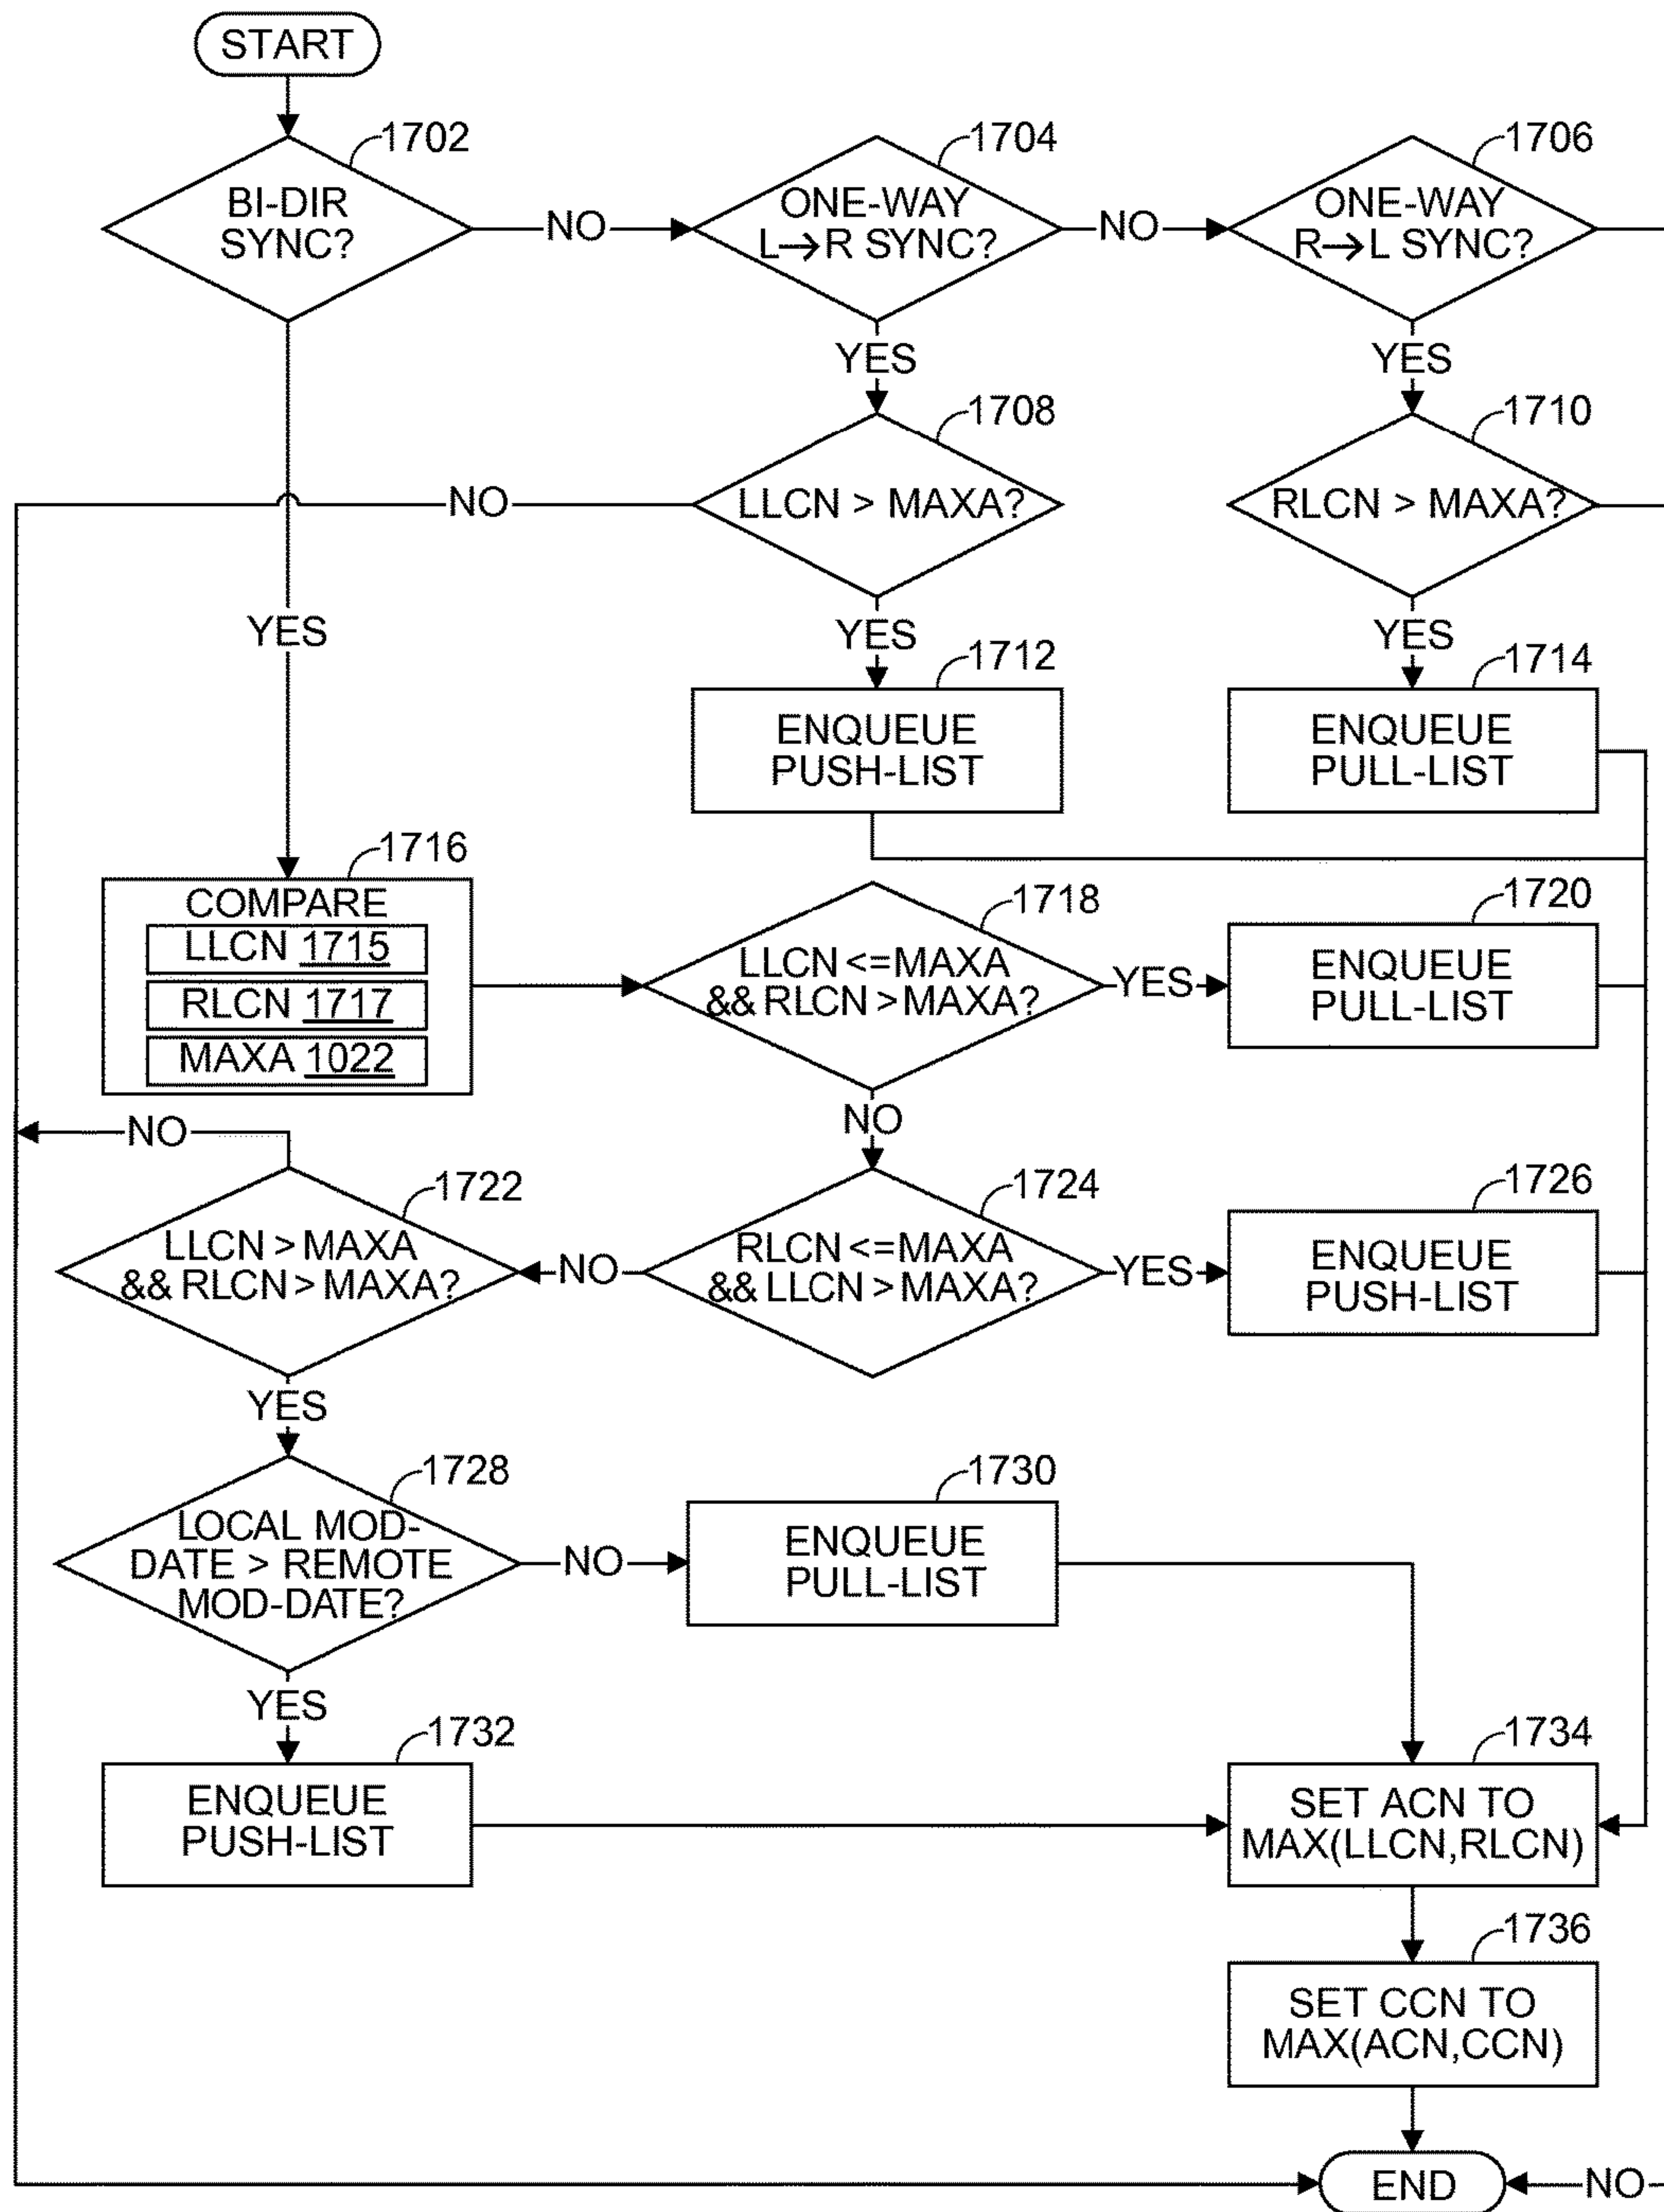 START
1702
1704
1706
BI-DIR
SYNC?
NO
ONE-WAY
L→R SYNC?
NO
ONE-WAY
R→L SYNC?
YES
YES
1708
1710
NO
LLCN > MAXA?
RLCN > MAXA?
YES
YES
YES
1712
1714
ENQUEUE
PUSH-LIST
ENQUEUE
PULL-LIST
1716
COMPARE
LLCN 1715
RLCN 1717
MAXA 1022
1718
LLCN <=MAXA
&& RLCN >MAXA?
YES
1720
ENQUEUE
PULL-LIST
NO
NO
1722
LLCN >MAXA
&& RLCN >MAXA?
NO
1724
RLCN <=MAXA
&& LLCN >MAXA?
YES
1726
ENQUEUE
PUSH-LIST
YES
1728
LOCAL MOD-
DATE > REMOTE
MOD-DATE?
NO
1730
ENQUEUE
PULL-LIST
YES
1732
ENQUEUE
PUSH-LIST
1734
SET ACN TO
MAX(LLCN,RLCN)
1736
SET CCN TO
MAX(ACN,CCN)
END
NO